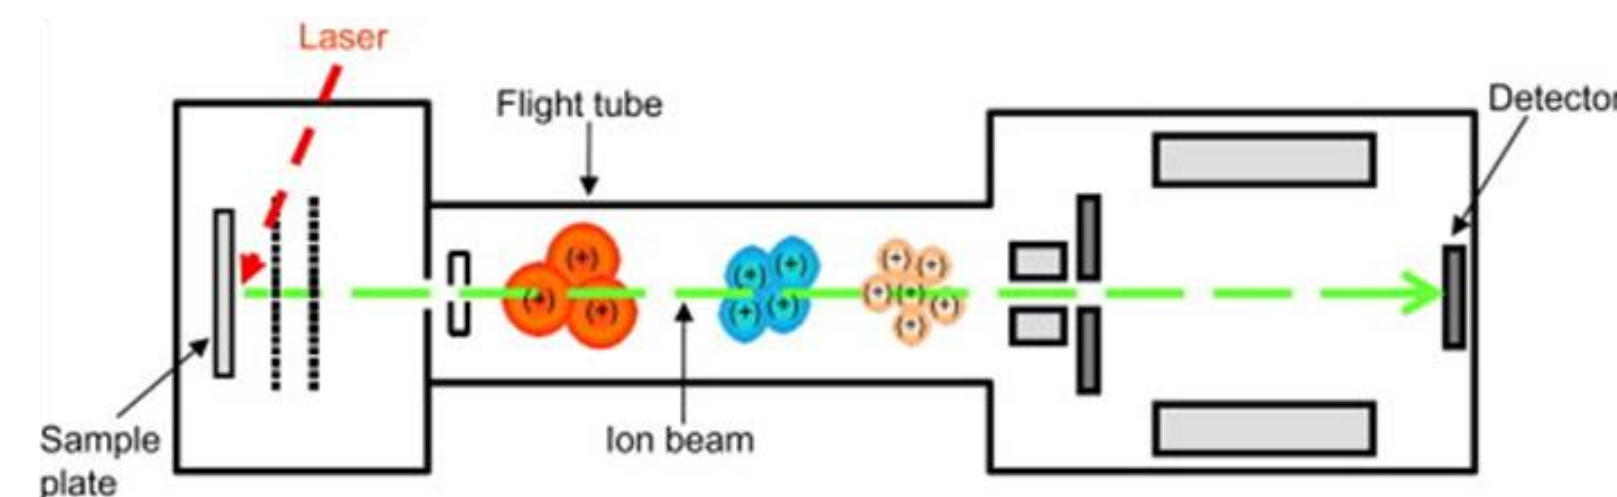 Laser
Flight tube
Detector
(+)
(+)
(+)
(+)
(+)
(+)
(+)
(+)
(+)
(+)
(+)
(+)
(+)
Sample
plate
Ion beam